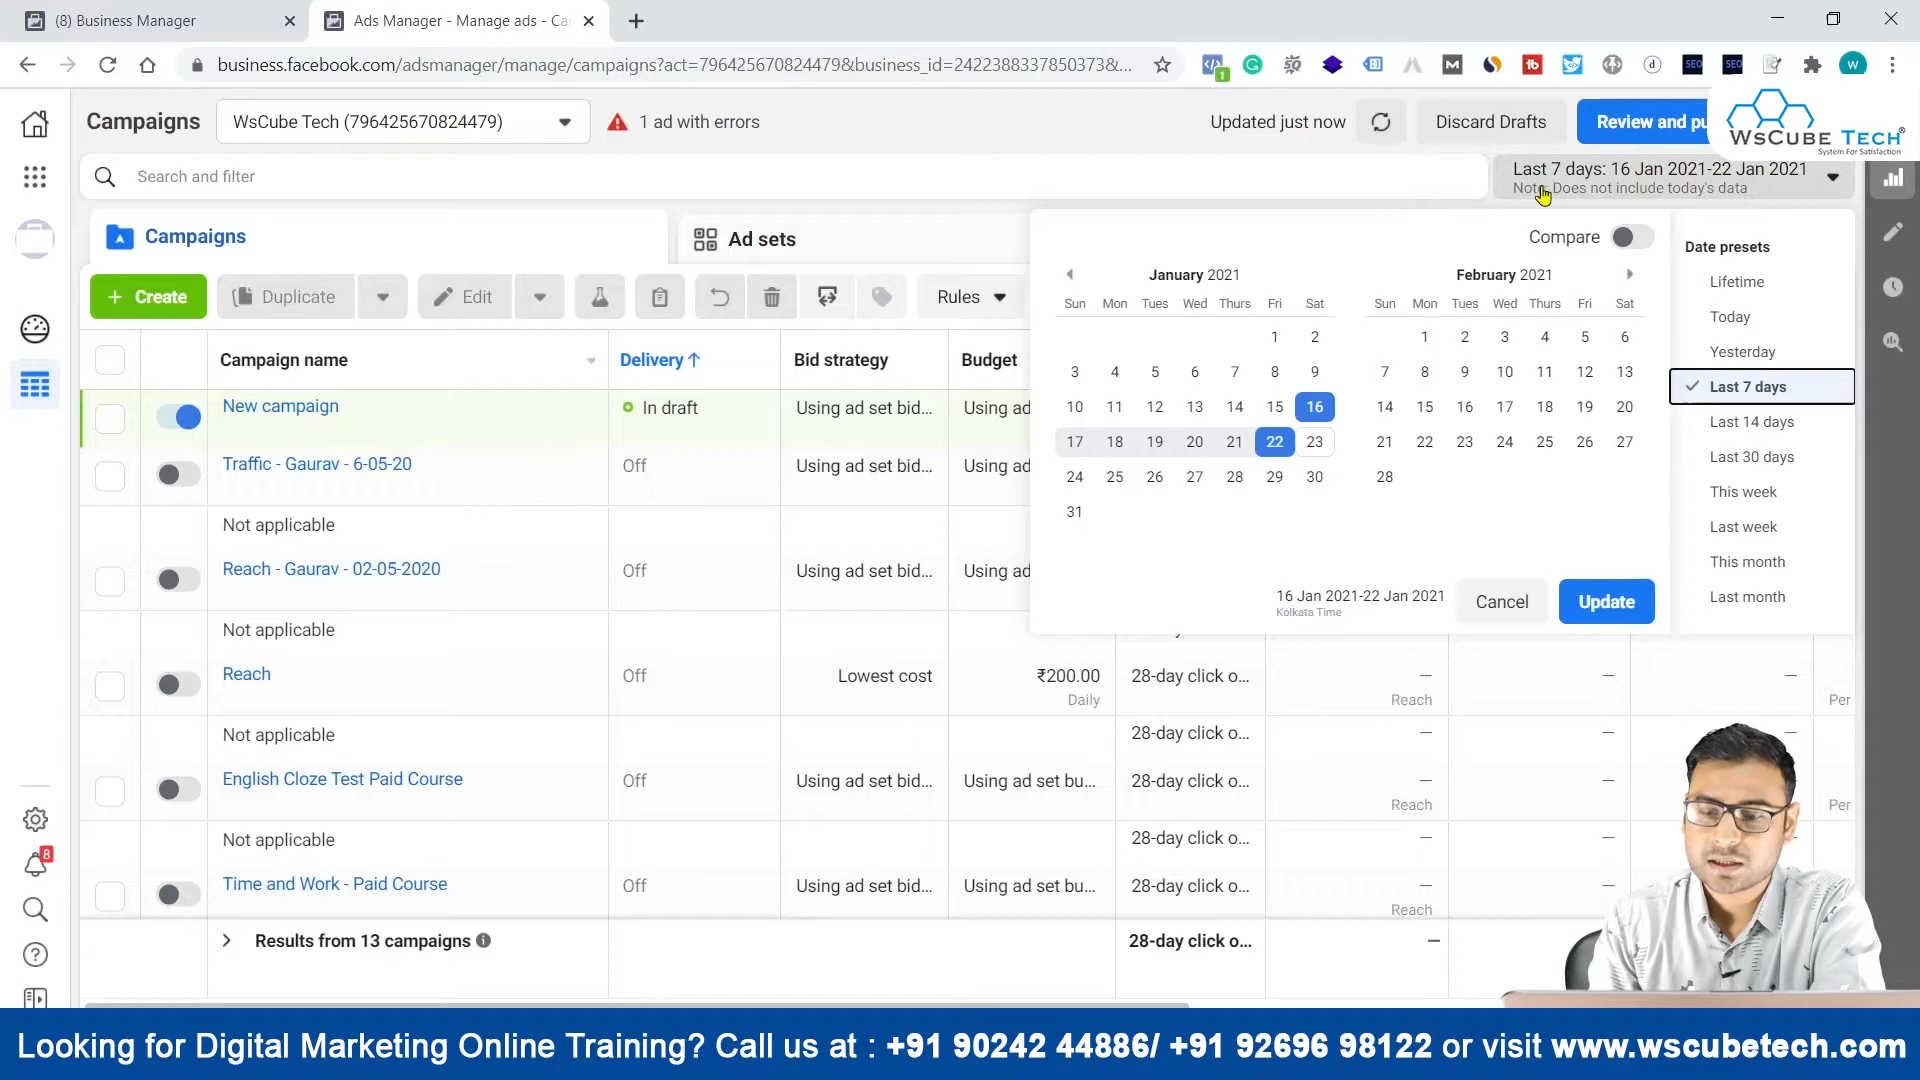 (8) Business Manager
Ads Manager - Manage ads - Ca
business.facebook.com/adsmanager/manage/campaigns?act=796425670824479&business_id=2422388337850373&...
1
SEO
SEO
W
Campaigns
WsCube Tech (796425670824479)
1 ad with errors
Updated just now
Discard Drafts
Review and pu
WsCube Tech
System For Satisfaction
Search and filter
Last 7 days: 16 Jan 2021-22 Jan 2021
Note: Does not include today's data
Campaigns
Ad sets
Compare
Date presets
January 2021
February 2021
Sun Mon Tues Wed Thurs Fri Sat
Sun Mon Tues Wed Thurs Fri Sat
1 2
1 2 3 4 5 6
3 4 5 6 7 8 9
7 8 9 10 11 12 13
10 11 12 13 14 15 16
14 15 16 17 18 19 20
17 18 19 20 21 22 23
21 22 23 24 25 26 27
24 25 26 27 28 29 30
28
31
16 Jan 2021-22 Jan 2021
Kolkata Time
Cancel
Update
Lifetime
Today
Yesterday
Last 7 days
Last 14 days
Last 30 days
This week
Last week
This month
Last month
+ Create
Duplicate
Edit
Rules
Campaign name
Delivery↑
Bid strategy
Budget
New campaign
In draft
Using ad set bid...
Using ad
Traffic - Gaurav - 6-05-20
Off
Using ad set bid...
Using ad
Not applicable
Reach - Gaurav - 02-05-2020
Off
Using ad set bid...
Using ad
Not applicable
Reach
Off
Lowest cost
₹200.00
Daily
28-day click o...
—
Reach
—
—
Per
Not applicable
28-day click o...
—
—
English Cloze Test Paid Course
Off
Using ad set bid...
Using ad set bu...
28-day click o...
—
Reach
—
Per
Not applicable
28-day click o...
—
—
Time and Work - Paid Course
Off
Using ad set bid...
Using ad set bu...
28-day click o...
—
Reach
—
8
Results from 13 campaigns
28-day click o...
—
Looking for Digital Marketing Online Training? Call us at : +91 90242 44886/ +91 92696 98122 or visit www.wscubetech.com